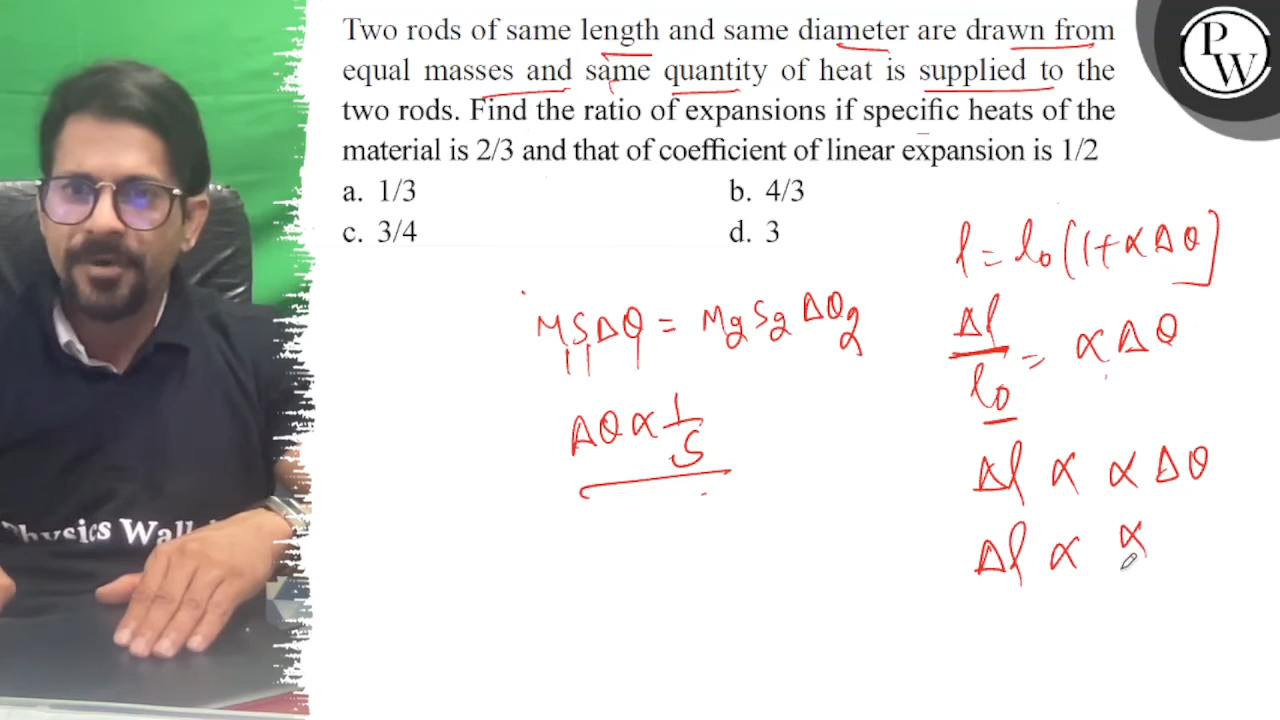 Two rods of same length and same diameter are drawn from
equal masses and same quantity of heat is supplied to the
two rods. Find the ratio of expansions if specific heats of the
material is 2/3 and that of coefficient of linear expansion is 1/2
a. 1/3
b. 4/3
c. 3/4
d. 3
PW
l = l₀(1+αΔθ]
MSΔθ = M₂S₂Δθ₂
Δl/l₀ = αΔθ
Δθ ∝ 1/S
Δl ∝ αΔθ
Δl ∝ α
Physics Wall